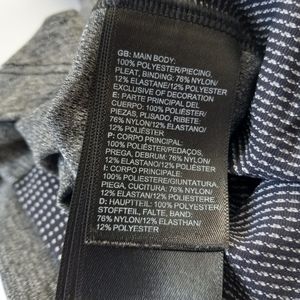 GB: MAIN BODY:
100% POLYESTER/PIECING
PLEAT, BINDING: 76% NYLON/
12% ELASTANE/12% POLYESTER
EXCLUSIVE OF DECORATION
E: PARTE PRINCIPAL DEL
CUERPO: 100% POLIÉSTER/
PIEZAS, PLISADO, RIBETE:
76% NYLON/12% ELASTANO/
12% POLIÉSTER
P: CORPO PRINCIPAL:
100% POLIÉSTER/PEDAÇOS,
PREGA, DEBRUM: 76% NYLON/
12% ELASTANO/12% POLIÉSTER
I: CORPO PRINCIPALE:
100% POLIESTERE/GIUNTATURA,
PIEGA, CUCITURA: 76% NYLON/
12% ELASTAN/12% POLIESTERE
D: HAUPTTEIL: 100% POLYESTER/
STOFFTEIL, FALTE, BAND:
76% NYLON/12% ELASTHAN/
12% POLYESTER